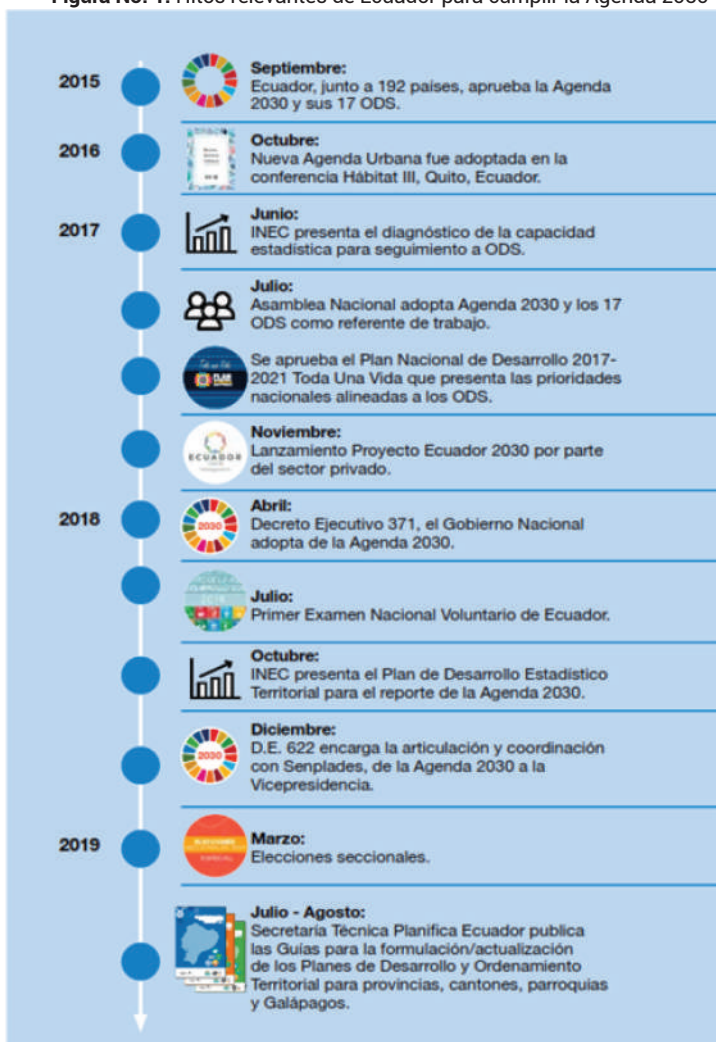 Figura No. 1. Hitos relevantes de Ecuador para cumplir la Agenda 2030
2015
Septiembre:
Ecuador, junto a 192 países, aprueba la Agenda
2030 y sus 17 ODS.
2016
Octubre:
Nueva Agenda Urbana fue adoptada en la
conferencia Hábitat III, Quito, Ecuador.
2017
Junio:
INEC presenta el diagnóstico de la capacidad
estadística para seguimiento a ODS.
Julio:
Asamblea Nacional adopta Agenda 2030 y los 17
ODS como referente de trabajo.
Se aprueba el Plan Nacional de Desarrollo 2017-
2021 Toda Una Vida que presenta las prioridades
nacionales alineadas a los ODS.
ECUADOR
Noviembre:
Lanzamiento Proyecto Ecuador 2030 por parte
del sector privado.
2018
2030
Abril:
Decreto Ejecutivo 371, el Gobierno Nacional
adopta de la Agenda 2030.
Julio:
Primer Examen Nacional Voluntario de Ecuador.
Octubre:
INEC presenta el Plan de Desarrollo Estadístico
Territorial para el reporte de la Agenda 2030.
2030
Diciembre:
D.E. 622 encarga la articulación y coordinación
con Senplades, de la Agenda 2030 a la
Vicepresidencia.
2019
Marzo:
Elecciones seccionales.
Julio - Agosto:
Secretaría Técnica Planifica Ecuador publica
las Guías para la formulación/actualización
de los Planes de Desarrollo y Ordenamiento
Territorial para provincias, cantones, parroquias
y Galápagos.